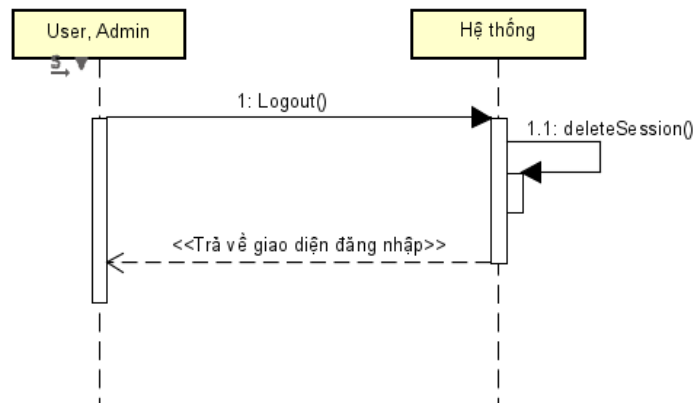 User, Admin
Hệ thống
1: Logout()
1.1: deleteSession()
<<Trả về giao diện đăng nhập>>